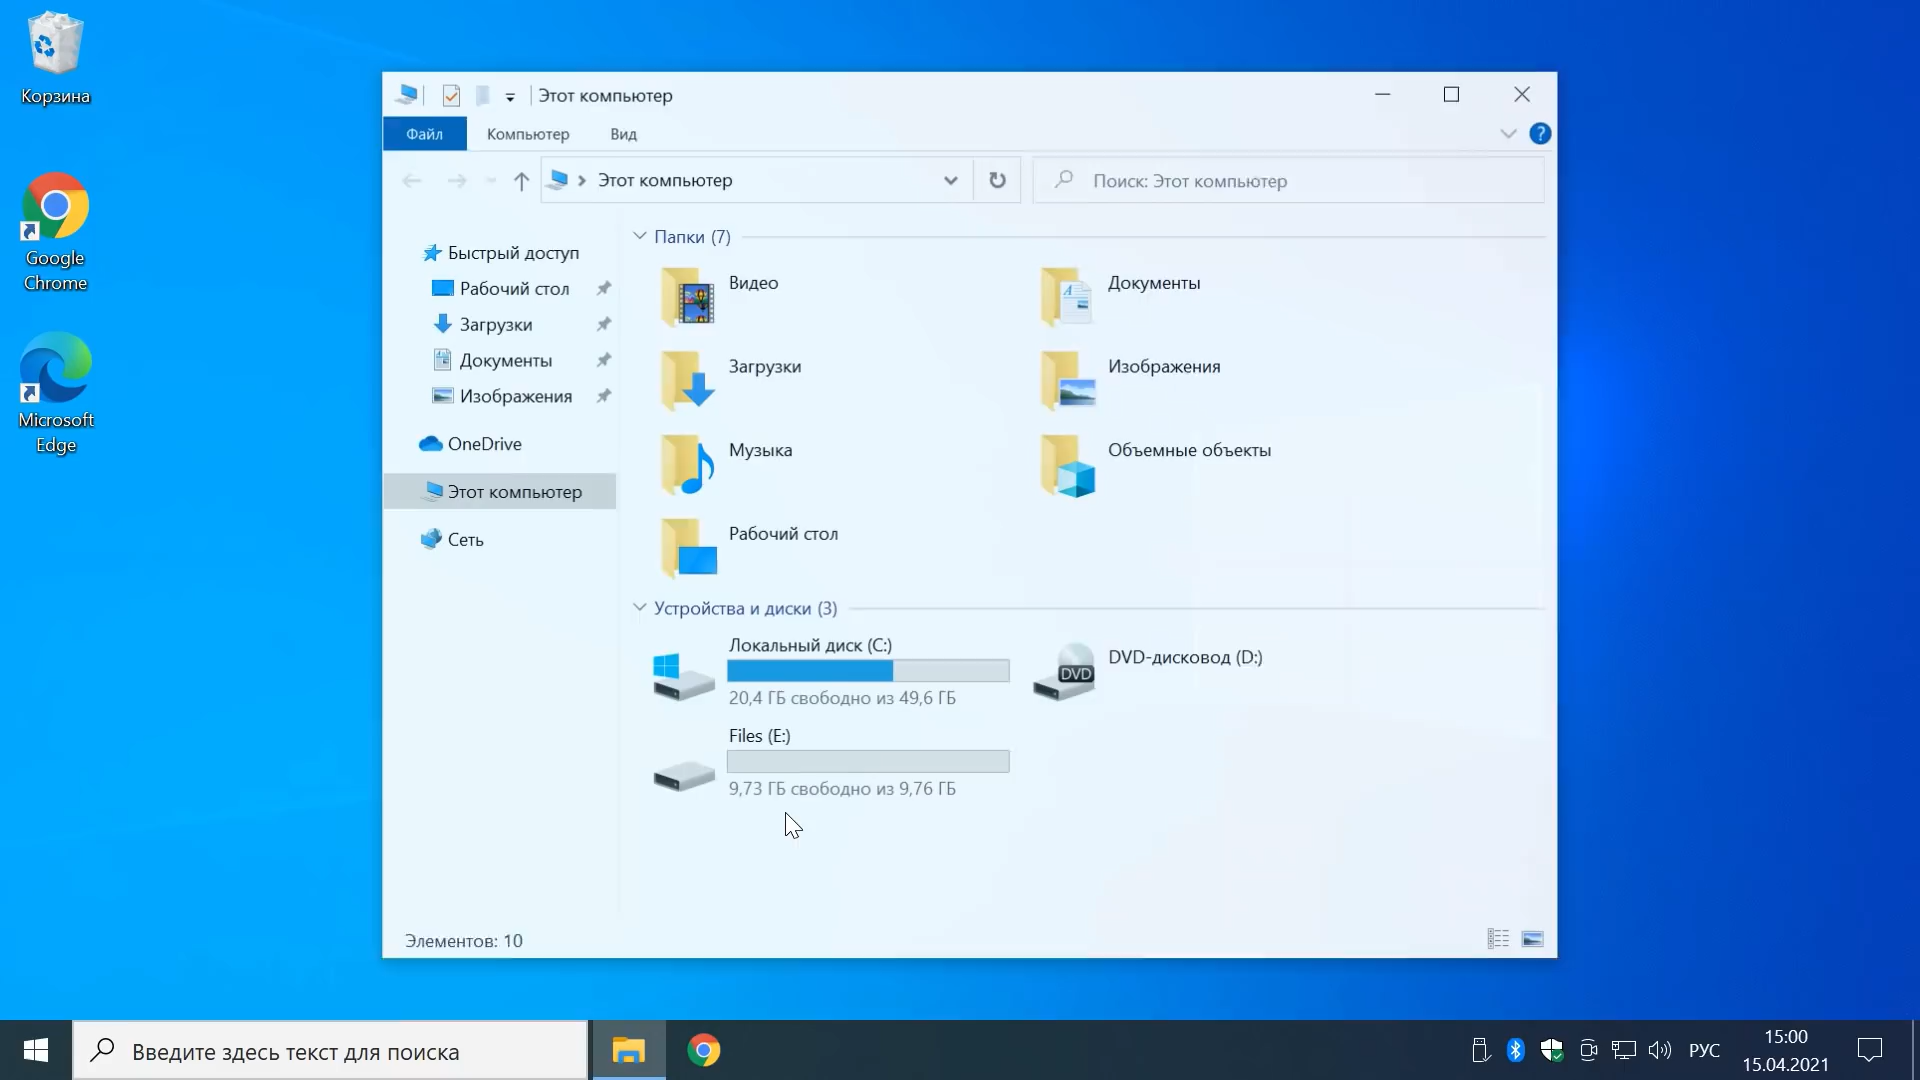 Корзина
Google
Chrome
Microsoft
Edge
Этот компьютер
Файл
Компьютер
Вид
?
Этот компьютер
Поиск: Этот компьютер
Быстрый доступ
Рабочий стол
Загрузки
Документы
Изображения
OneDrive
Этот компьютер
Сеть
Папки (7)
Видео
Документы
Загрузки
Изображения
Музыка
Объемные объекты
Рабочий стол
Устройства и диски (3)
Локальный диск (C:)
20,4 ГБ свободно из 49,6 ГБ
DVD
DVD-дисковод (D:)
Files (E:)
9,73 ГБ свободно из 9,76 ГБ
Элементов: 10
Введите здесь текст для поиска
РУС
15:00
15.04.2021